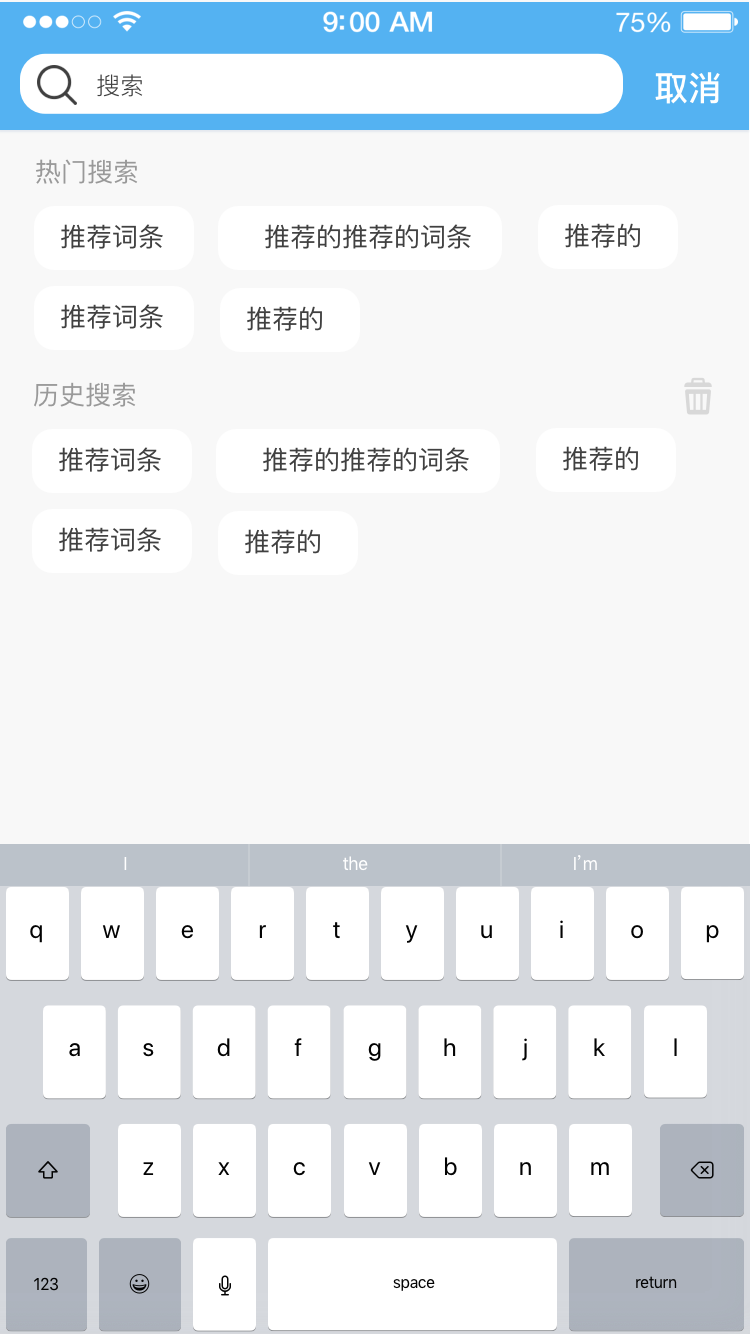 9:00 AM 75%
搜索 取消
热门搜索
推荐词条 推荐的推荐的词条 推荐的
推荐词条 推荐的
历史搜索
推荐词条 推荐的推荐的词条 推荐的
推荐词条 推荐的
I the I'm
q w e r t y u i o p
a s d f g h j k l
z x c v b n m
123 space return